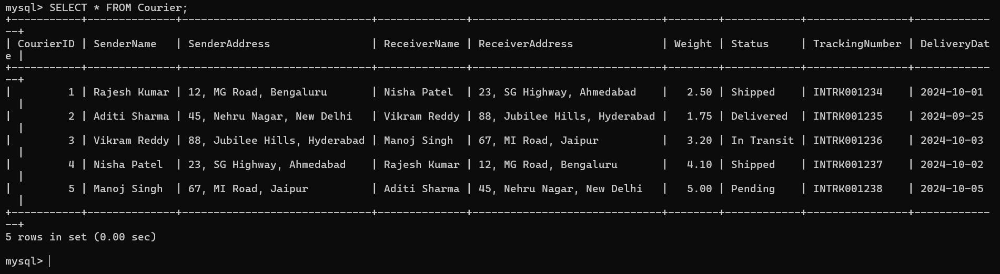 mysql> SELECT * FROM Courier;
+-----------+--------------+------------------------------+--------------+------------------------------+--------+------------+----------------+------------
--+
| CourierID | SenderName   | SenderAddress                | ReceiverName | ReceiverAddress              | Weight | Status     | TrackingNumber | DeliveryDat
e |
+-----------+--------------+------------------------------+--------------+------------------------------+--------+------------+----------------+------------
--+
|         1 | Rajesh Kumar | 12, MG Road, Bengaluru       | Nisha Patel  | 23, SG Highway, Ahmedabad    |   2.50 | Shipped    | INTRK001234    | 2024-10-01
  |
|         2 | Aditi Sharma | 45, Nehru Nagar, New Delhi   | Vikram Reddy | 88, Jubilee Hills, Hyderabad |   1.75 | Delivered  | INTRK001235    | 2024-09-25
  |
|         3 | Vikram Reddy | 88, Jubilee Hills, Hyderabad | Manoj Singh  | 67, MI Road, Jaipur          |   3.20 | In Transit | INTRK001236    | 2024-10-03
  |
|         4 | Nisha Patel  | 23, SG Highway, Ahmedabad    | Rajesh Kumar | 12, MG Road, Bengaluru       |   4.10 | Shipped    | INTRK001237    | 2024-10-02
  |
|         5 | Manoj Singh  | 67, MI Road, Jaipur          | Aditi Sharma | 45, Nehru Nagar, New Delhi   |   5.00 | Pending    | INTRK001238    | 2024-10-05
  |
+-----------+--------------+------------------------------+--------------+------------------------------+--------+------------+----------------+------------
--+
5 rows in set (0.00 sec)
mysql>